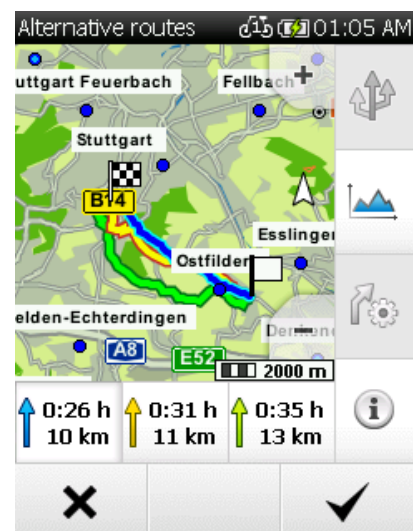 Alternative routes 01:05 AM
uttgart Feuerbach Fellbach
Stuttgart
B14
Esslinger
Ostfilder
elden-Echterdingen
A8 E52
2000 m
0:26 h 0:31 h 0:35 h
10 km 11 km 13 km